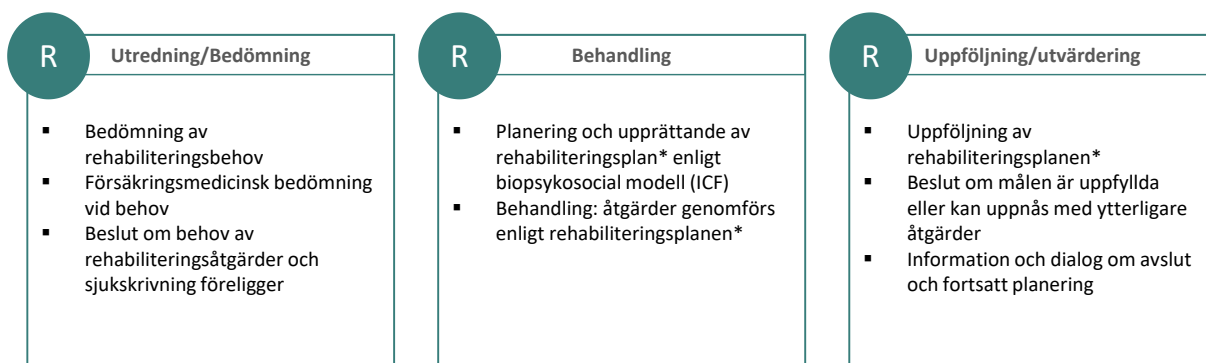 R
Utredning/Bedömning
▪ Bedömning av
rehabiliteringsbehov
▪ Försäkringsmedicinsk bedömning
vid behov
▪ Beslut om behov av
rehabiliteringsåtgärder och
sjukskrivning föreligger
R
Behandling
▪ Planering och upprättande av
rehabiliteringsplan* enligt
biopsykosocial modell (ICF)
▪ Behandling: åtgärder genomförs
enligt rehabiliteringsplanen*
R
Uppföljning/utvärdering
▪ Uppföljning av
rehabiliteringsplanen*
▪ Beslut om målen är uppfyllda
eller kan uppnås med ytterligare
åtgärder
▪ Information och dialog om avslut
och fortsatt planering